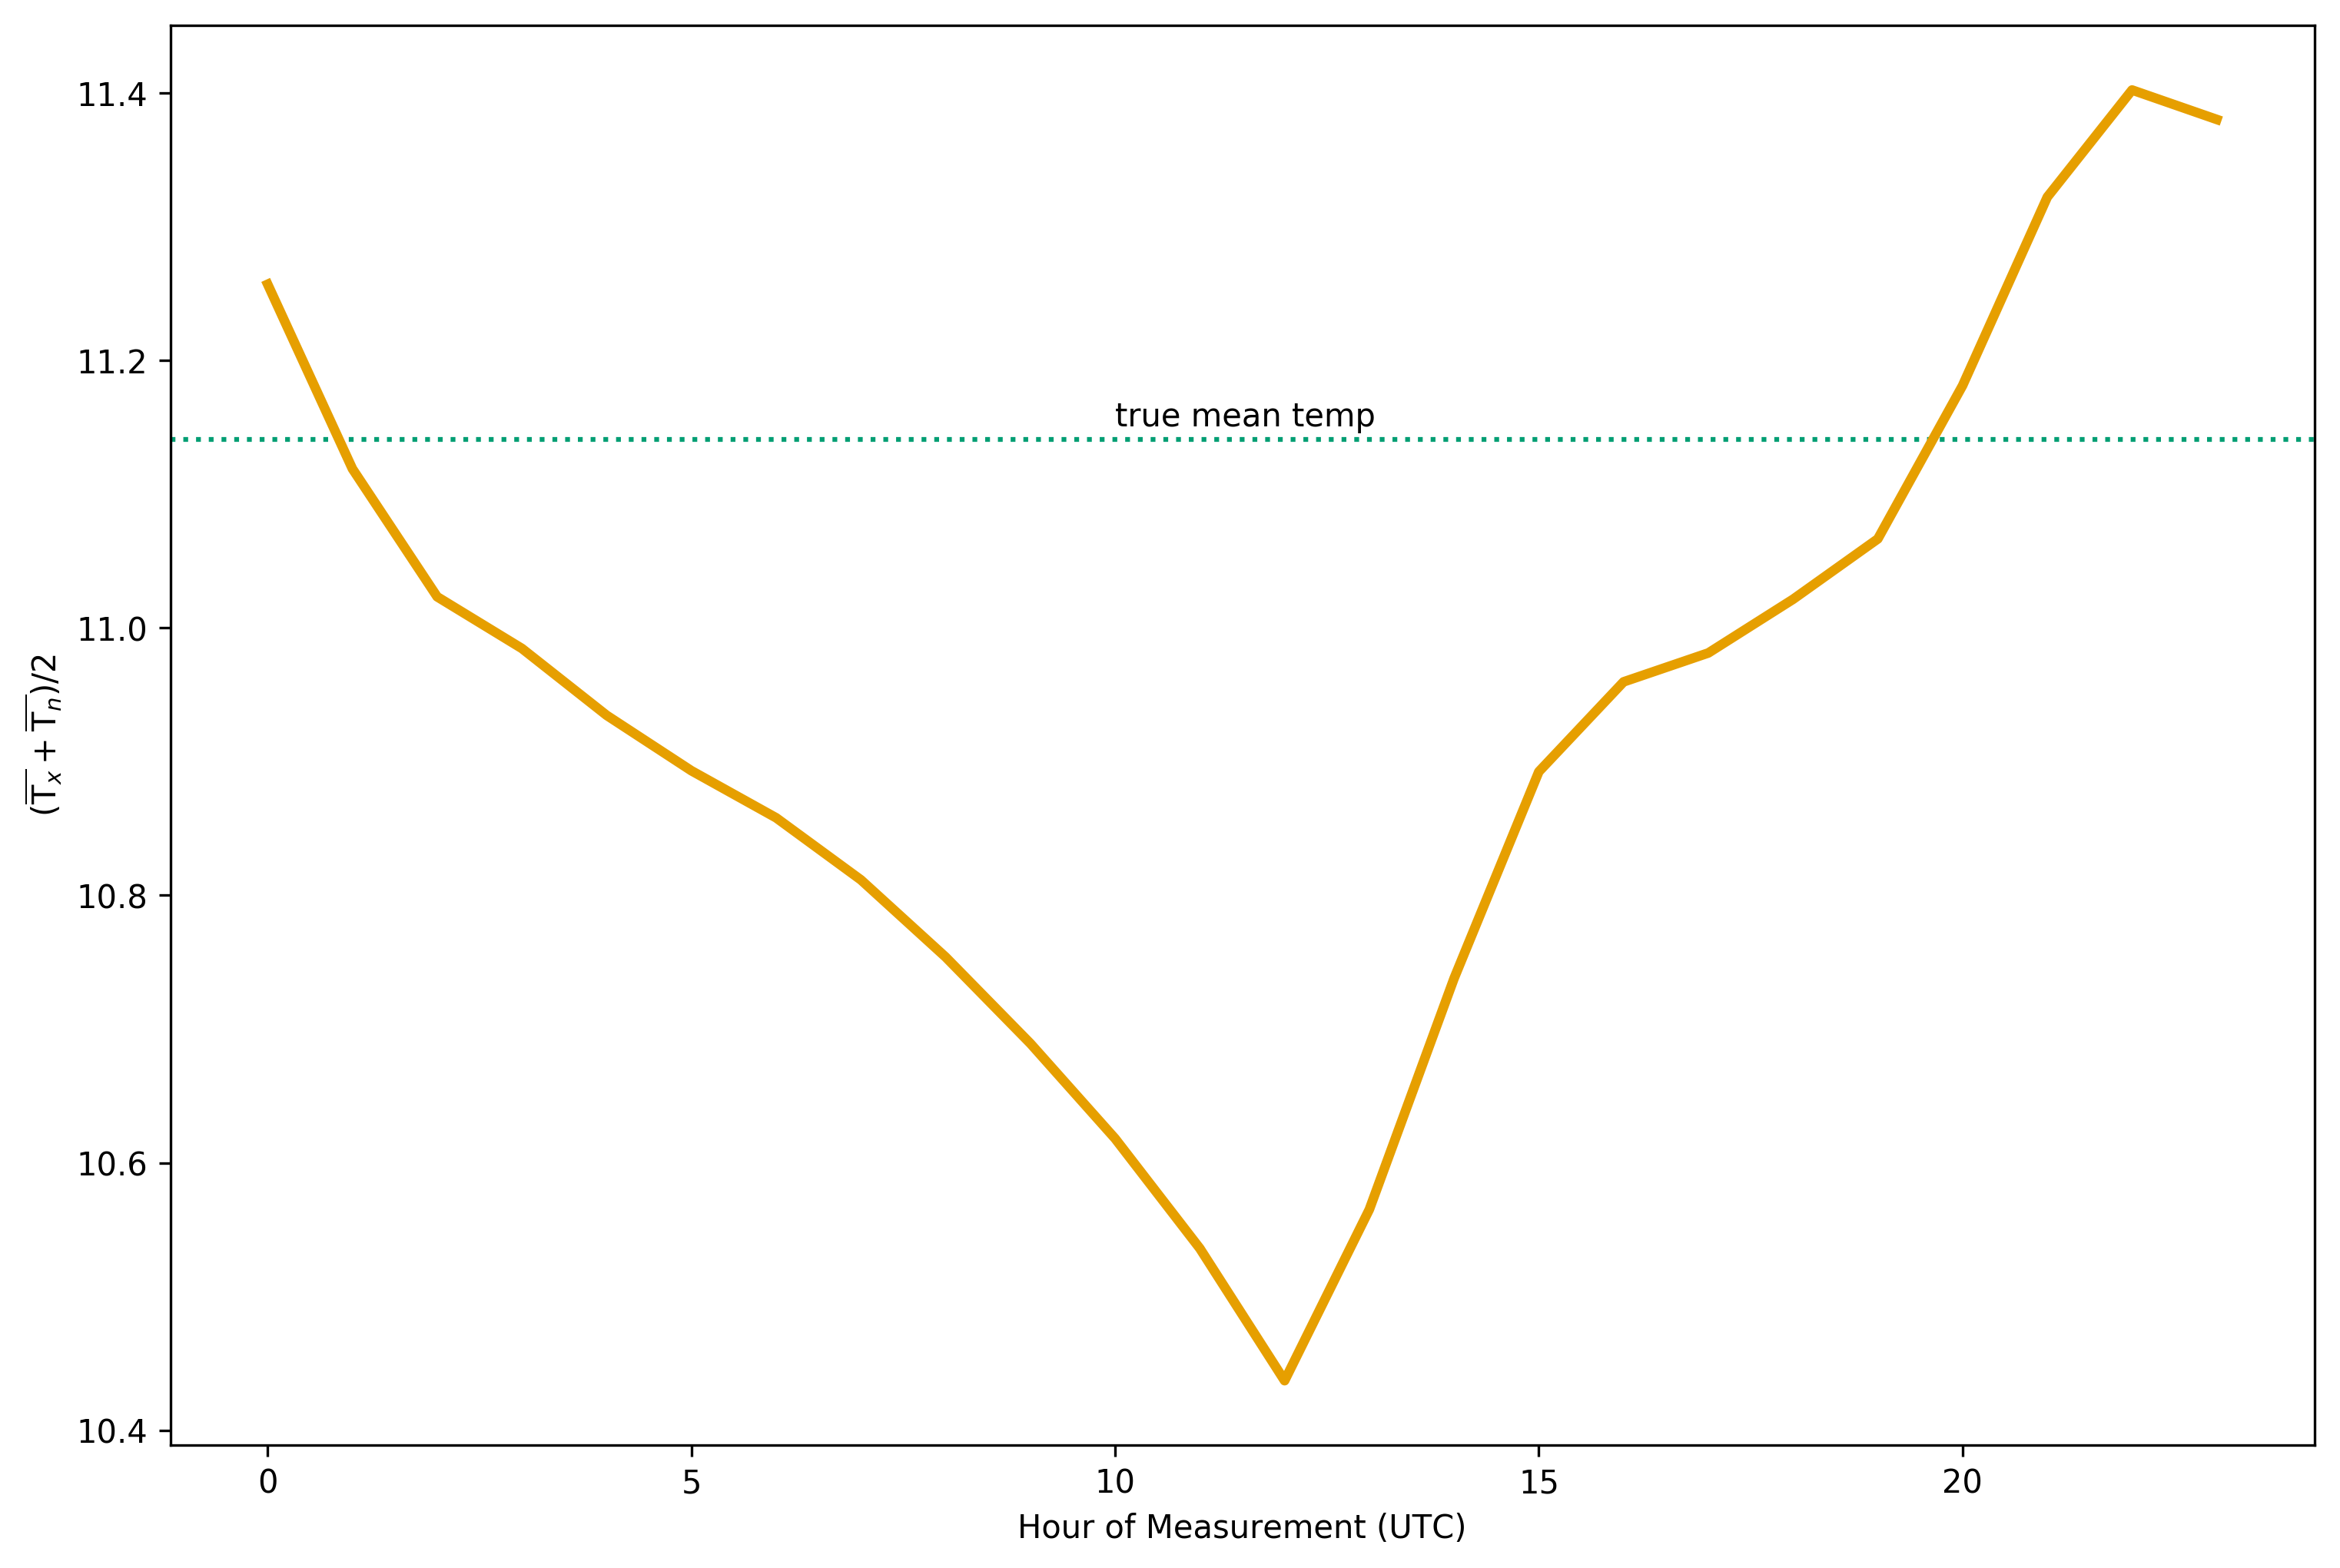 11.4
11.2
11.0
10.8
10.6
10.4
(T̅ₓ + T̅ₙ)/2
true mean temp
0 5 10 15 20
Hour of Measurement (UTC)